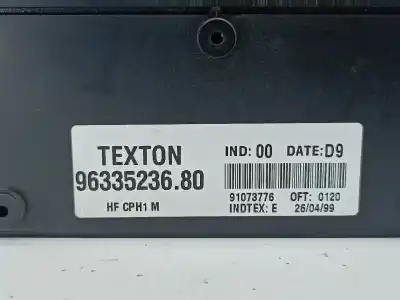 TEXTON IND: 00 DATE: D9
96335236.80
91073776 OFT: 0120
HF CPH1 M INDTEX: E 26/04/99